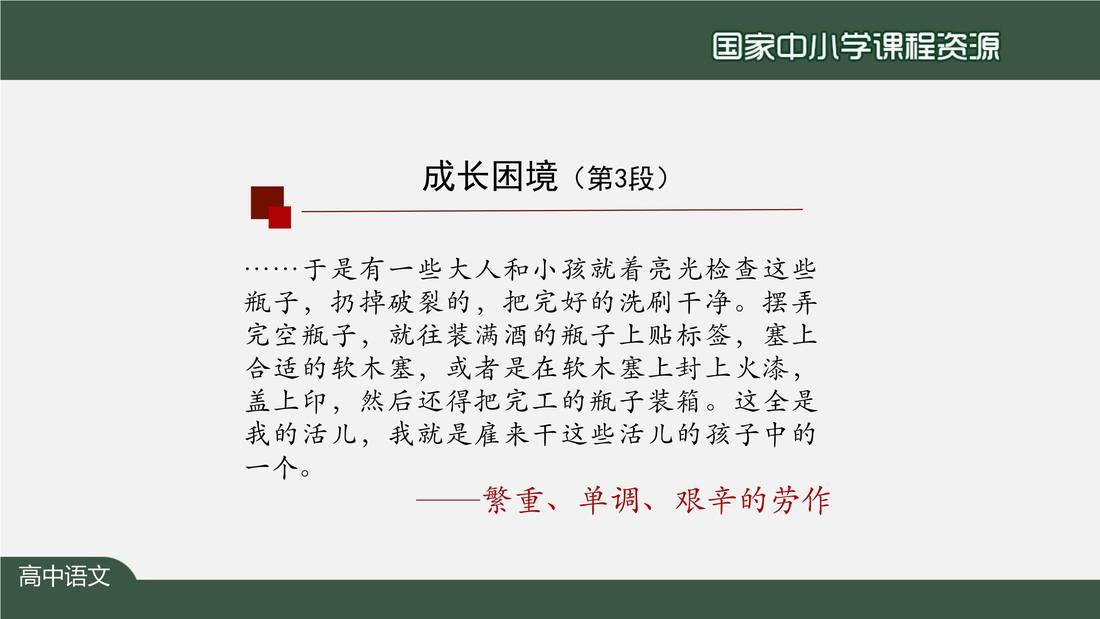 国家中小学课程资源
成长困境（第3段）
……于是有一些大人和小孩就着亮光检查这些
瓶子，扔掉破裂的，把完好的洗刷干净。摆弄
完空瓶子，就往装满酒的瓶子上贴标签，塞上
合适的软木塞，或者是在软木塞上封上火漆，
盖上印，然后还得把完工的瓶子装箱。这全是
我的活儿，我就是雇来干这些活儿的孩子中的
一个。
——繁重、单调、艰辛的劳作
高中语文